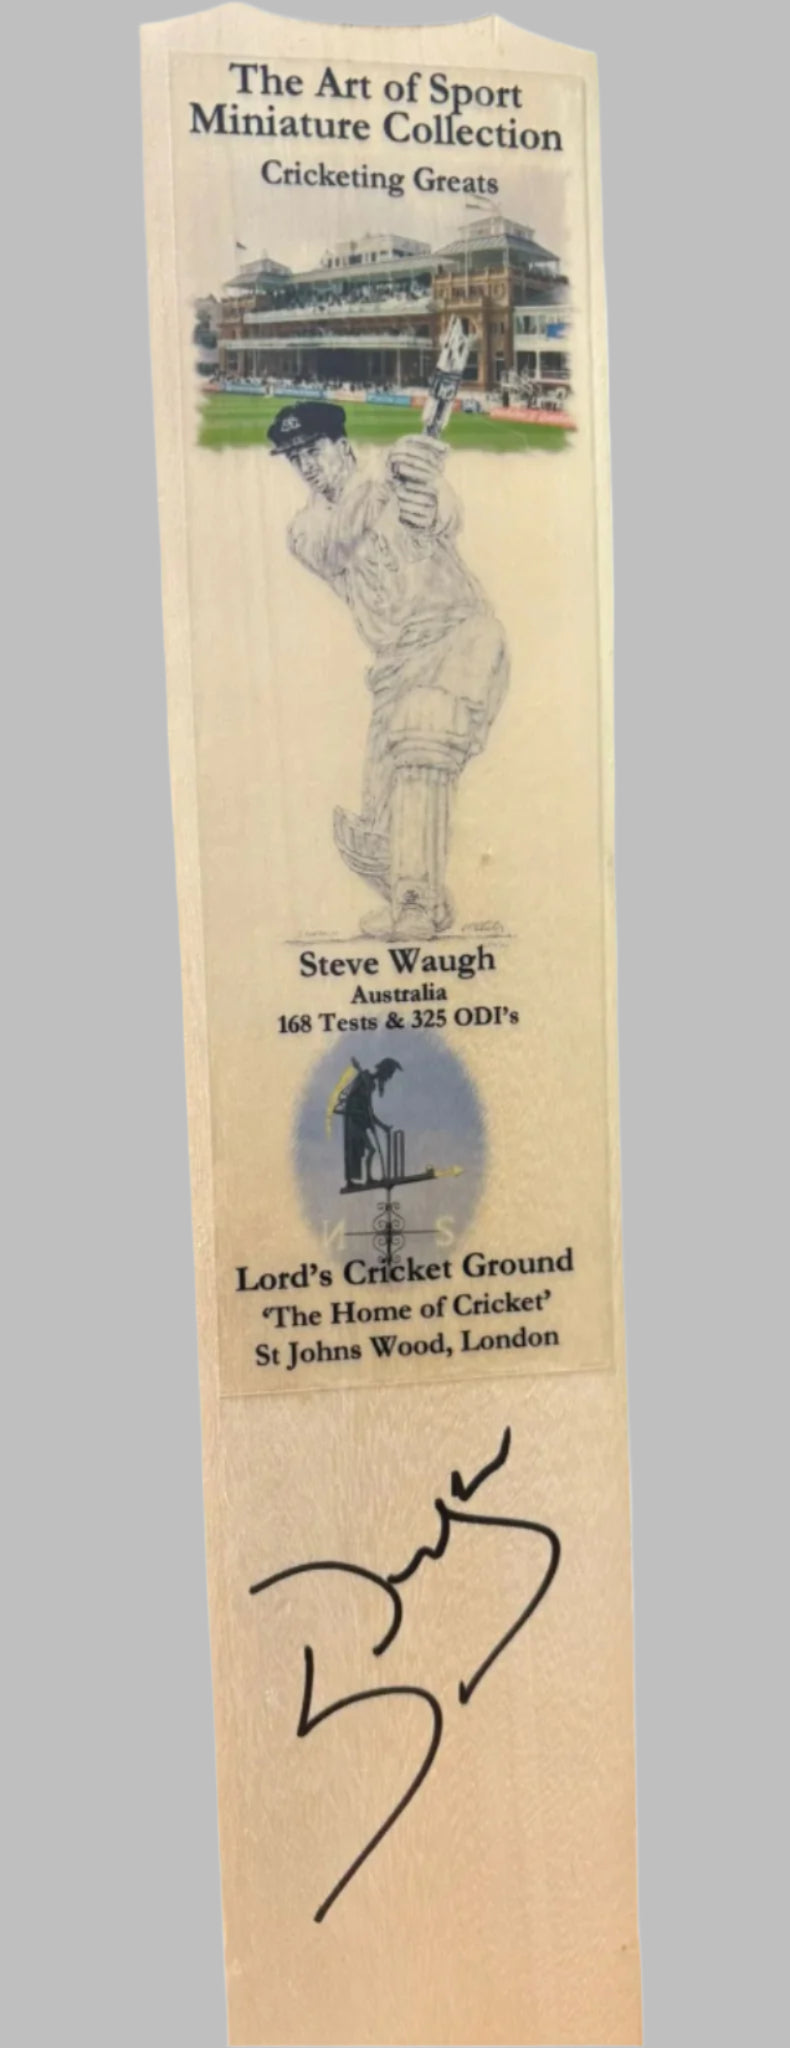 The Art of Sport
Miniature Collection
Cricketing Greats
Steve Waugh
Australia
168 Tests & 325 ODI's
N S
Lord's Cricket Ground
'The Home of Cricket'
St Johns Wood, London